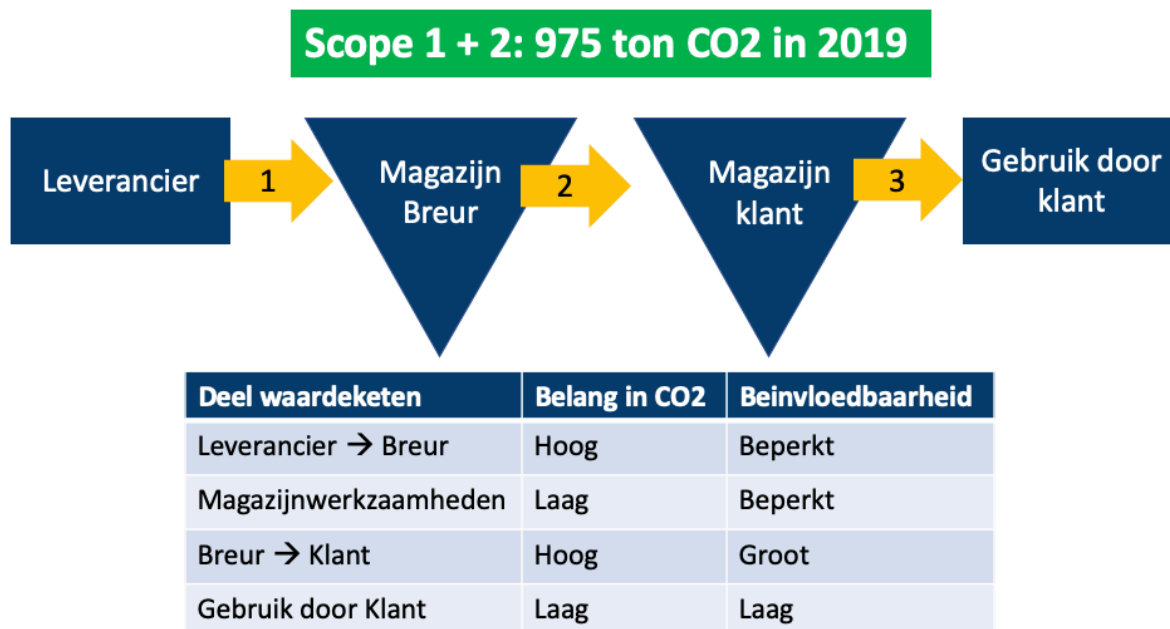 Scope 1 + 2: 975 ton CO2 in 2019
Leverancier
1
Magazijn
Breur
2
Magazijn
klant
3
Gebruik door
klant
Deel waardeketen Belang in CO2 Beinvloedbaarheid
Leverancier → Breur Hoog Beperkt
Magazijnwerkzaamheden Laag Beperkt
Breur → Klant Hoog Groot
Gebruik door Klant Laag Laag